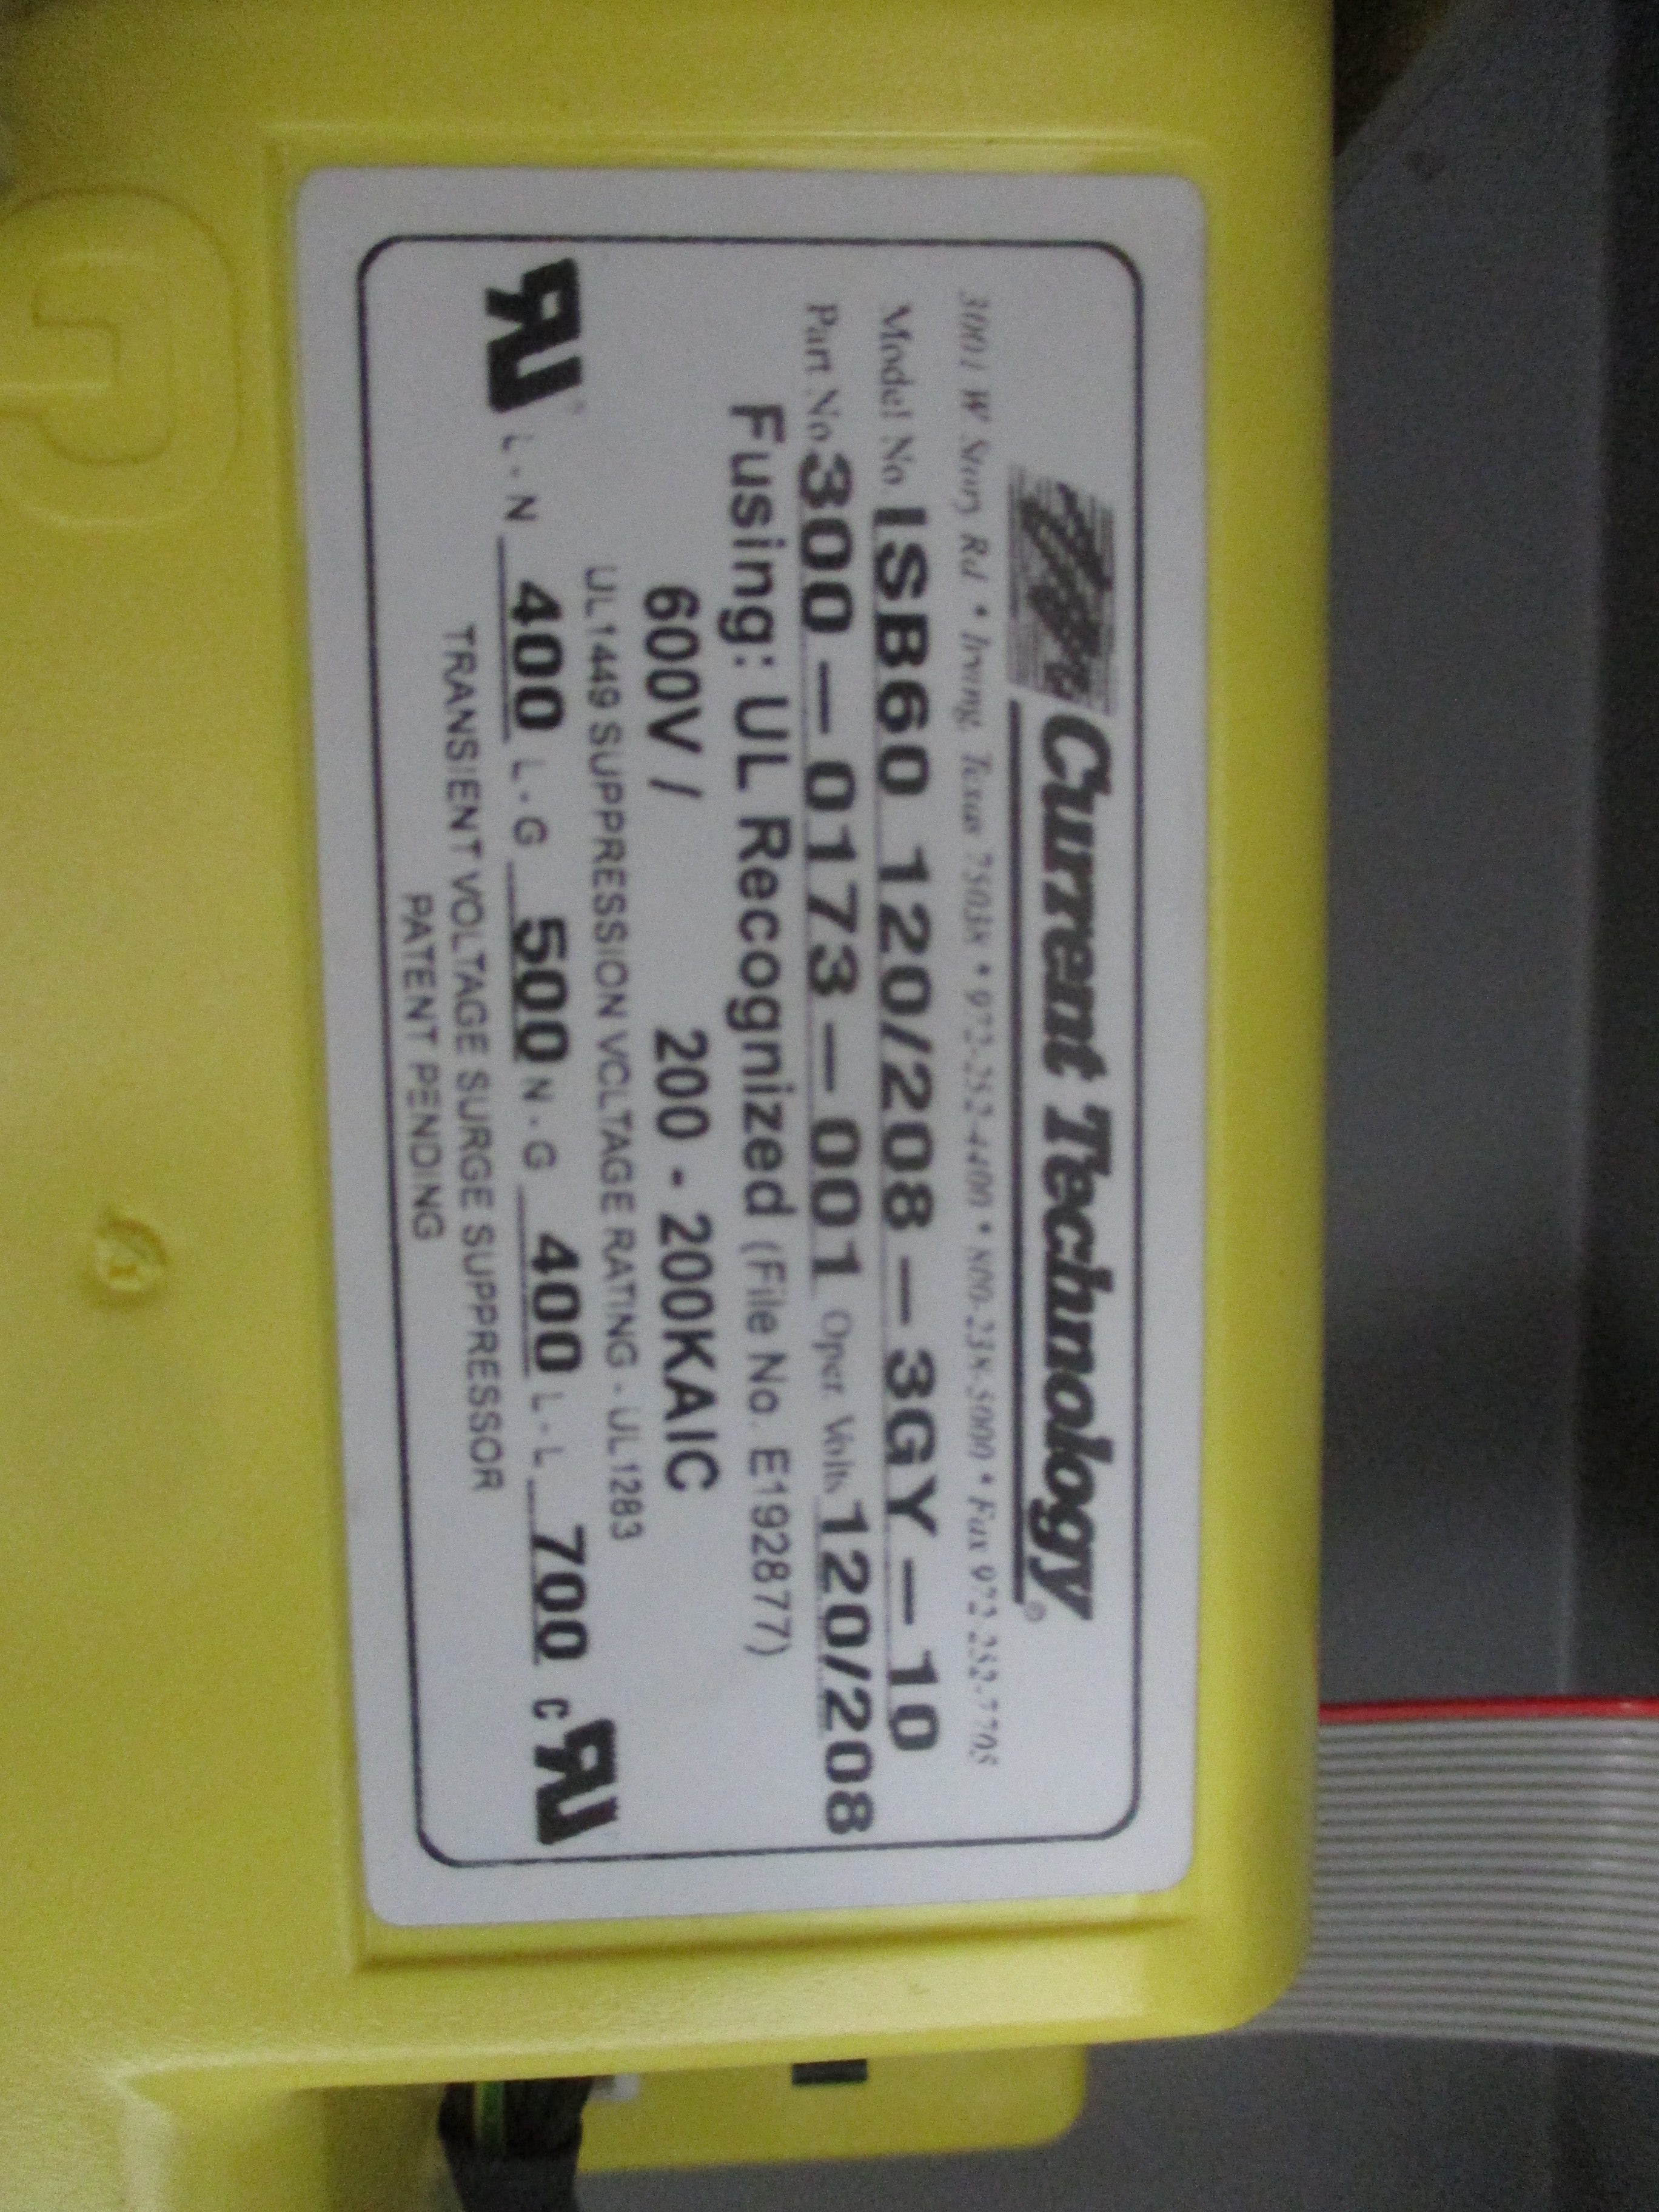 Current Technology®
3001 W Story Rd • Irving, Texas 75038 • 972-252-4400 • 800-238-5000 • Fax 972 252-7705
Model No. ISB60 120/208-3GY-10
Part No. 300-0173-001 Oper. Volts 120/208
Fusing: UL Recognized (File No. E192877)
600V / 200 - 200KAIC
UL1449 SUPPRESSION VOLTAGE RATING - UL1283
L - N 400 L - G 500 N - G 400 L - L 700
TRANSIENT VOLTAGE SURGE SUPPRESSOR
PATENT PENDING